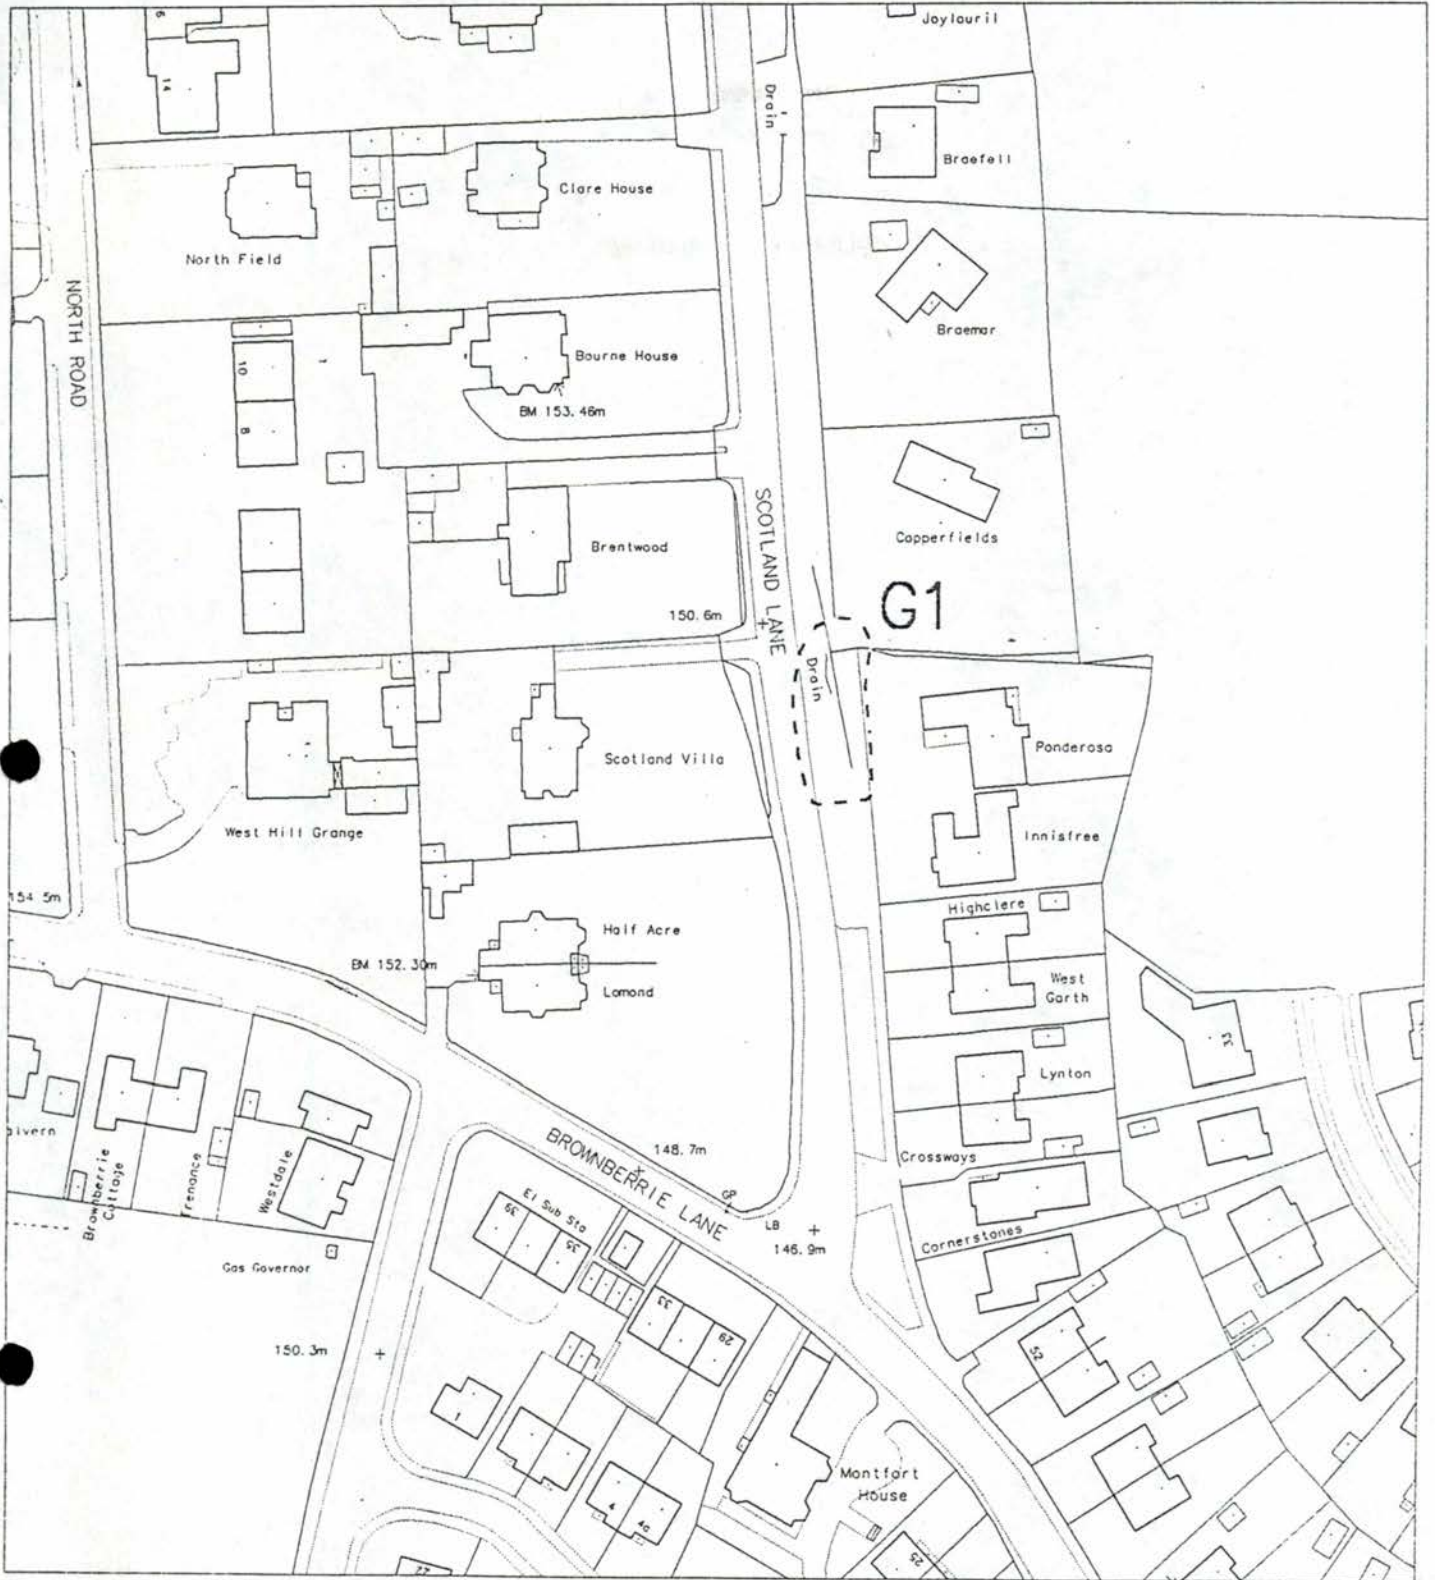 Joylauril
14
Drain
Braefell
Clare House
North Field
NORTH ROAD
Braemar
10
Bourne House
8
BM 153.46m
SCOTLAND LANE
Copperfields
Brentwood
G1
150.6m
Drain
Ponderosa
Scotland Villa
West Hill Grange
Innisfree
154.5m
Highclere
Half Acre
BM 152.30m
West
Garth
Lomond
33
Lynton
alvern
Brownberrie
Cottage
Trenance
Westdale
BROWNBERRIE LANE
148.7m
Crossways
GP
El Sub Sta
39
35
LB
146.9m
Cornerstones
Gas Governor
33
29
150.3m
52
1
Montfort
House
4
4a
25
22